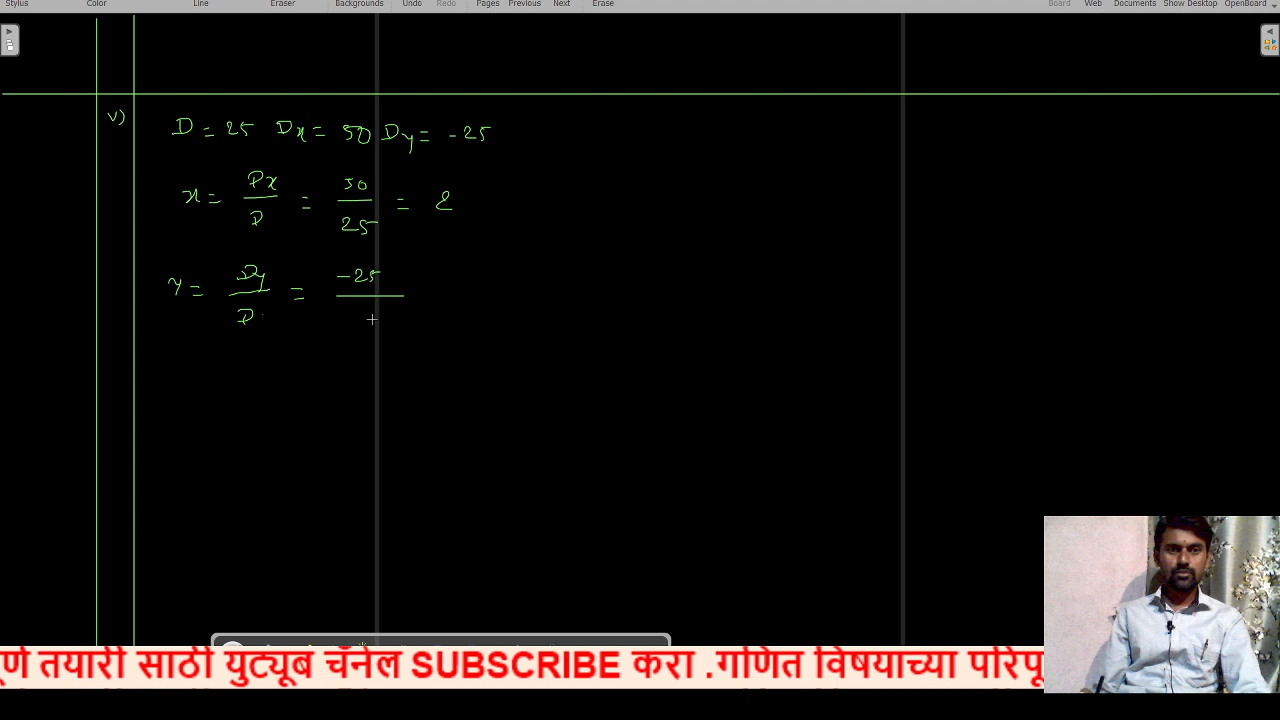 Stylus Color Line Eraser Backgrounds Undo Redo Pages Previous Next Erase Board Web Documents Show Desktop OpenBoard
v) D = 25 Dx = 50 Dy = -25
x = Dx/D = 50/25 = 2
y = Dy/D = -25/
र्ण तयारी साठी युट्यूब चॅनेल SUBSCRIBE करा .गणित विषयाच्या परिपू